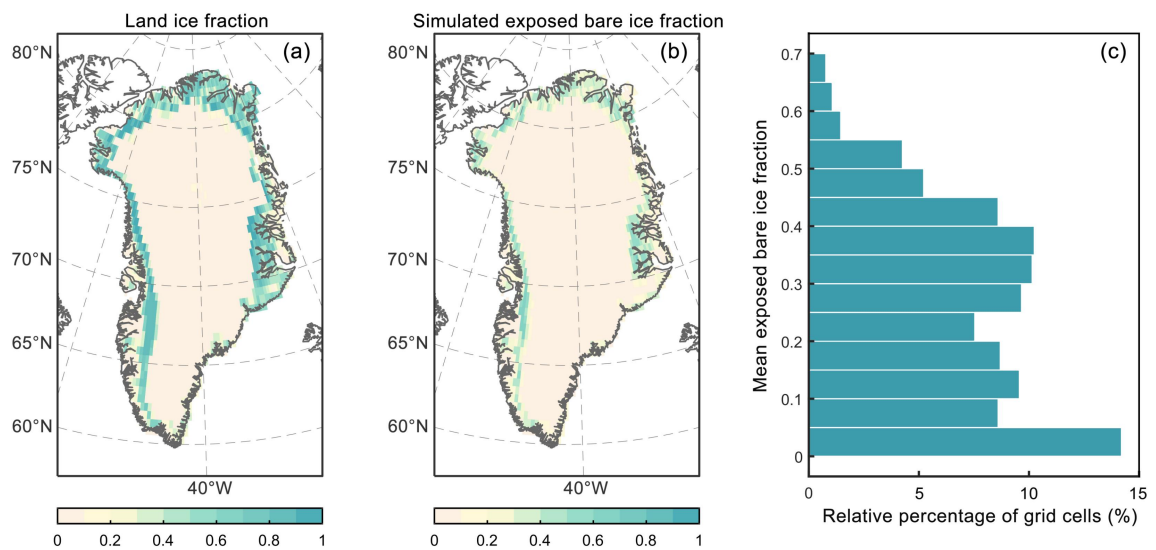 Land ice fraction
(a)
80°N
75°N
70°N
65°N
60°N
40°W
0 0.2 0.4 0.6 0.8 1
Simulated exposed bare ice fraction
(b)
80°N
75°N
70°N
65°N
60°N
40°W
0 0.2 0.4 0.6 0.8 1
(c)
Mean exposed bare ice fraction
0.7
0.6
0.5
0.4
0.3
0.2
0.1
0
0 5 10 15
Relative percentage of grid cells (%)